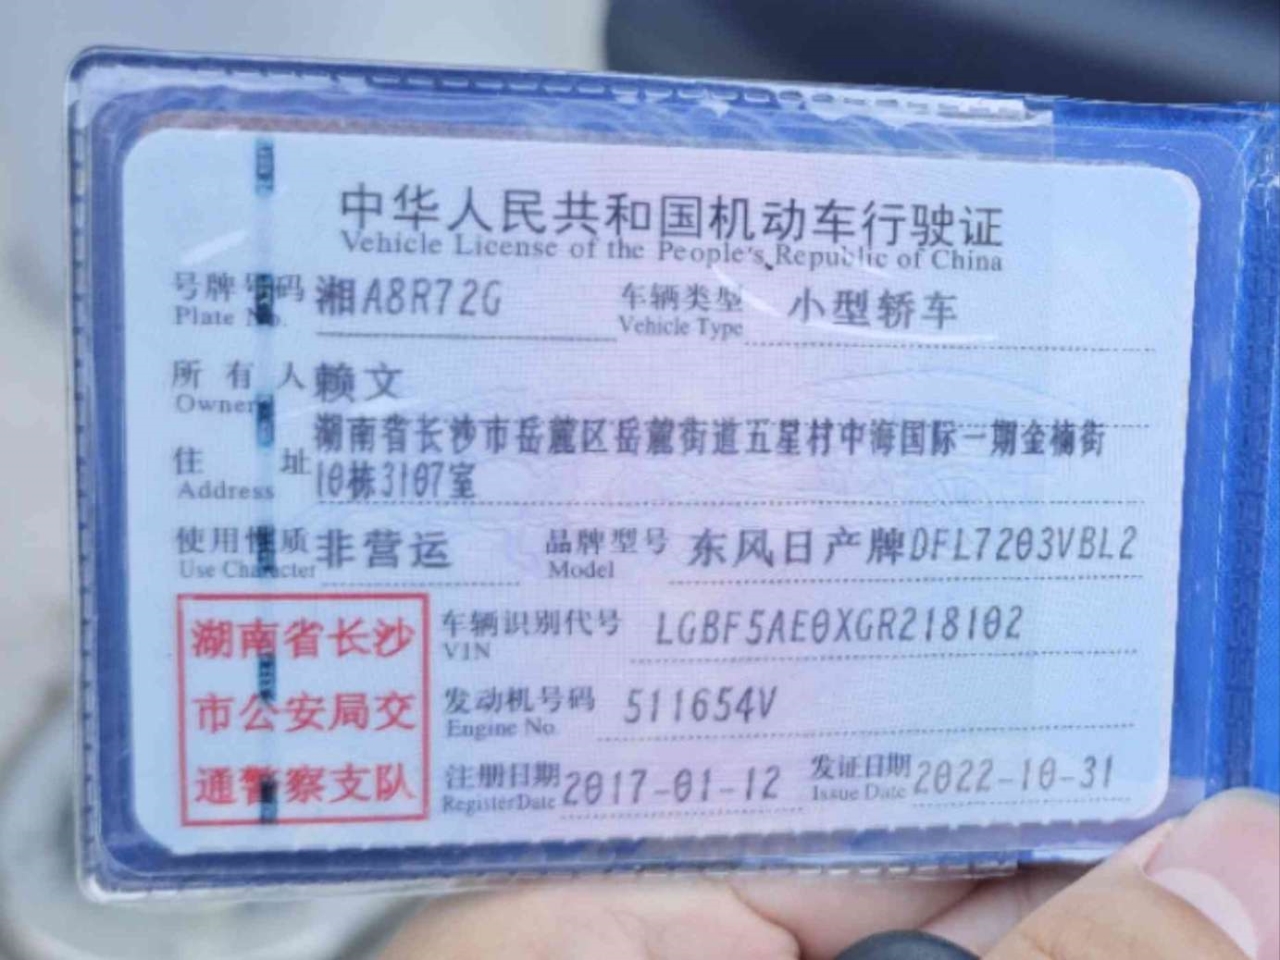 中华人民共和国机动车行驶证
Vehicle License of the People's Republic of China
号牌号码 湘A8R72G 车辆类型 小型轿车
Plate No. Vehicle Type
所有人 赖文
Owner
湖南省长沙市岳麓区岳麓街道五星村中海国际一期金楠街
住址 10栋3107室
Address
使用性质 非营运 品牌型号 东风日产牌DFL7203VBL2
Use Character Model
湖南省长沙
市公安局交
通警察支队
车辆识别代号 LGBF5AE0XGR218102
VIN
发动机号码 511654V
Engine No.
注册日期 2017-01-12 发证日期 2022-10-31
Register Date Issue Date